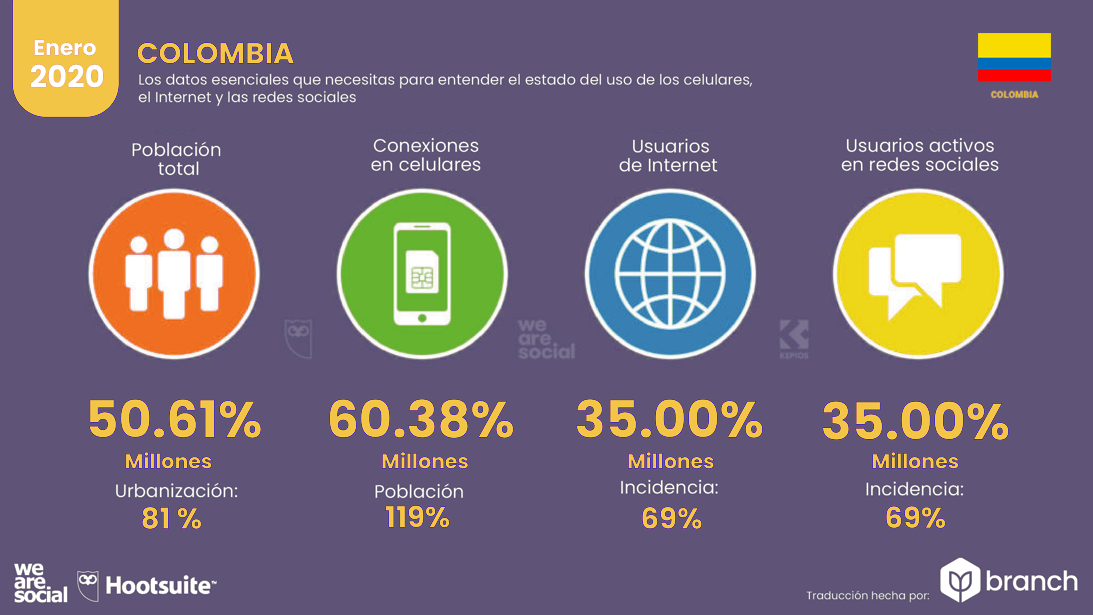 Enero
2020
COLOMBIA
Los datos esenciales que necesitas para entender el estado del uso de los celulares,
el Internet y las redes sociales
COLOMBIA
Población
total
Conexiones
en celulares
Usuarios
de Internet
Usuarios activos
en redes sociales
we
are
social
KEPIOS
50.61%
Millones
Urbanización:
81 %
60.38%
Millones
Población
119%
35.00%
Millones
Incidencia:
69%
35.00%
Millones
Incidencia:
69%
we
are
social
Hootsuite™
Traducción hecha por:
branch